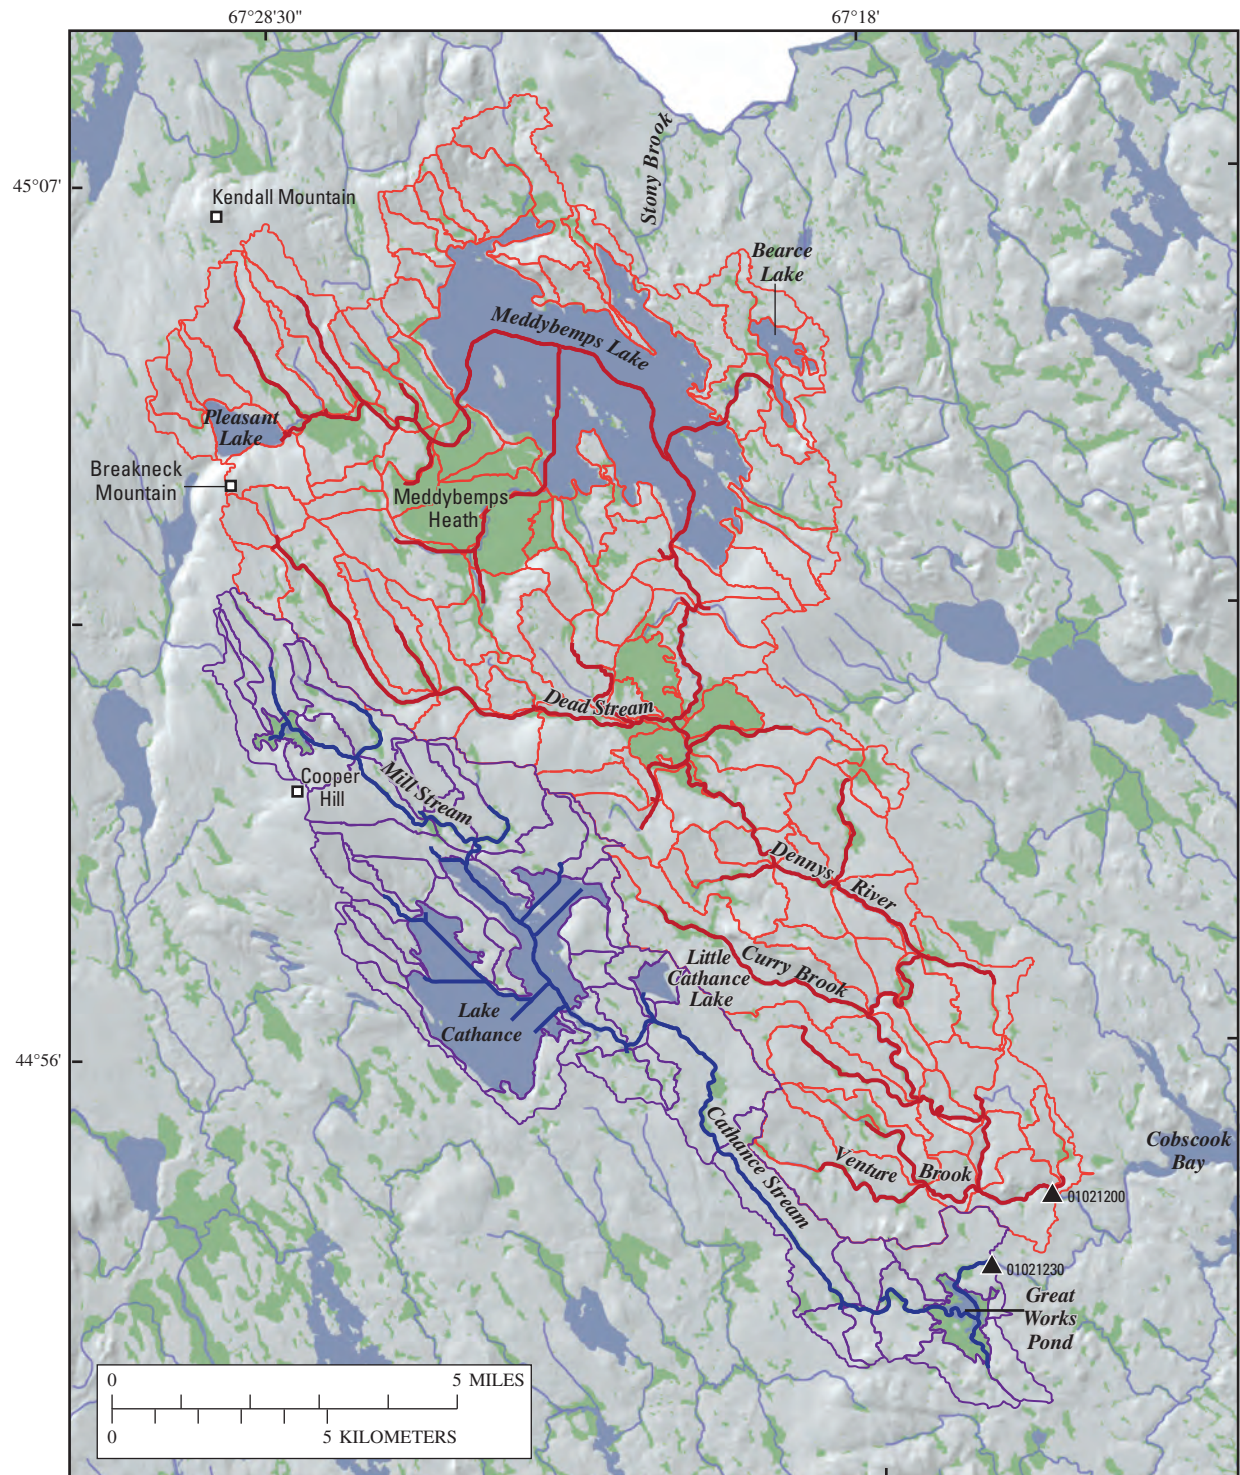 67°28'30"
67°18'
45°07'
Kendall Mountain
Stony Brook
Bearce
Lake
Meddybemps Lake
Pleasant
Lake
Breakneck
Mountain
Meddybemps
Heath
Dead Stream
Cooper
Hill
Mill Stream
Dennys River
Little
Cathance
Lake
Curry Brook
Lake
Cathance
44°56'
Cathance Stream
Venture Brook
Cobscook
Bay
01021200
01021230
Great
Works
Pond
0 5 MILES
0 5 KILOMETERS